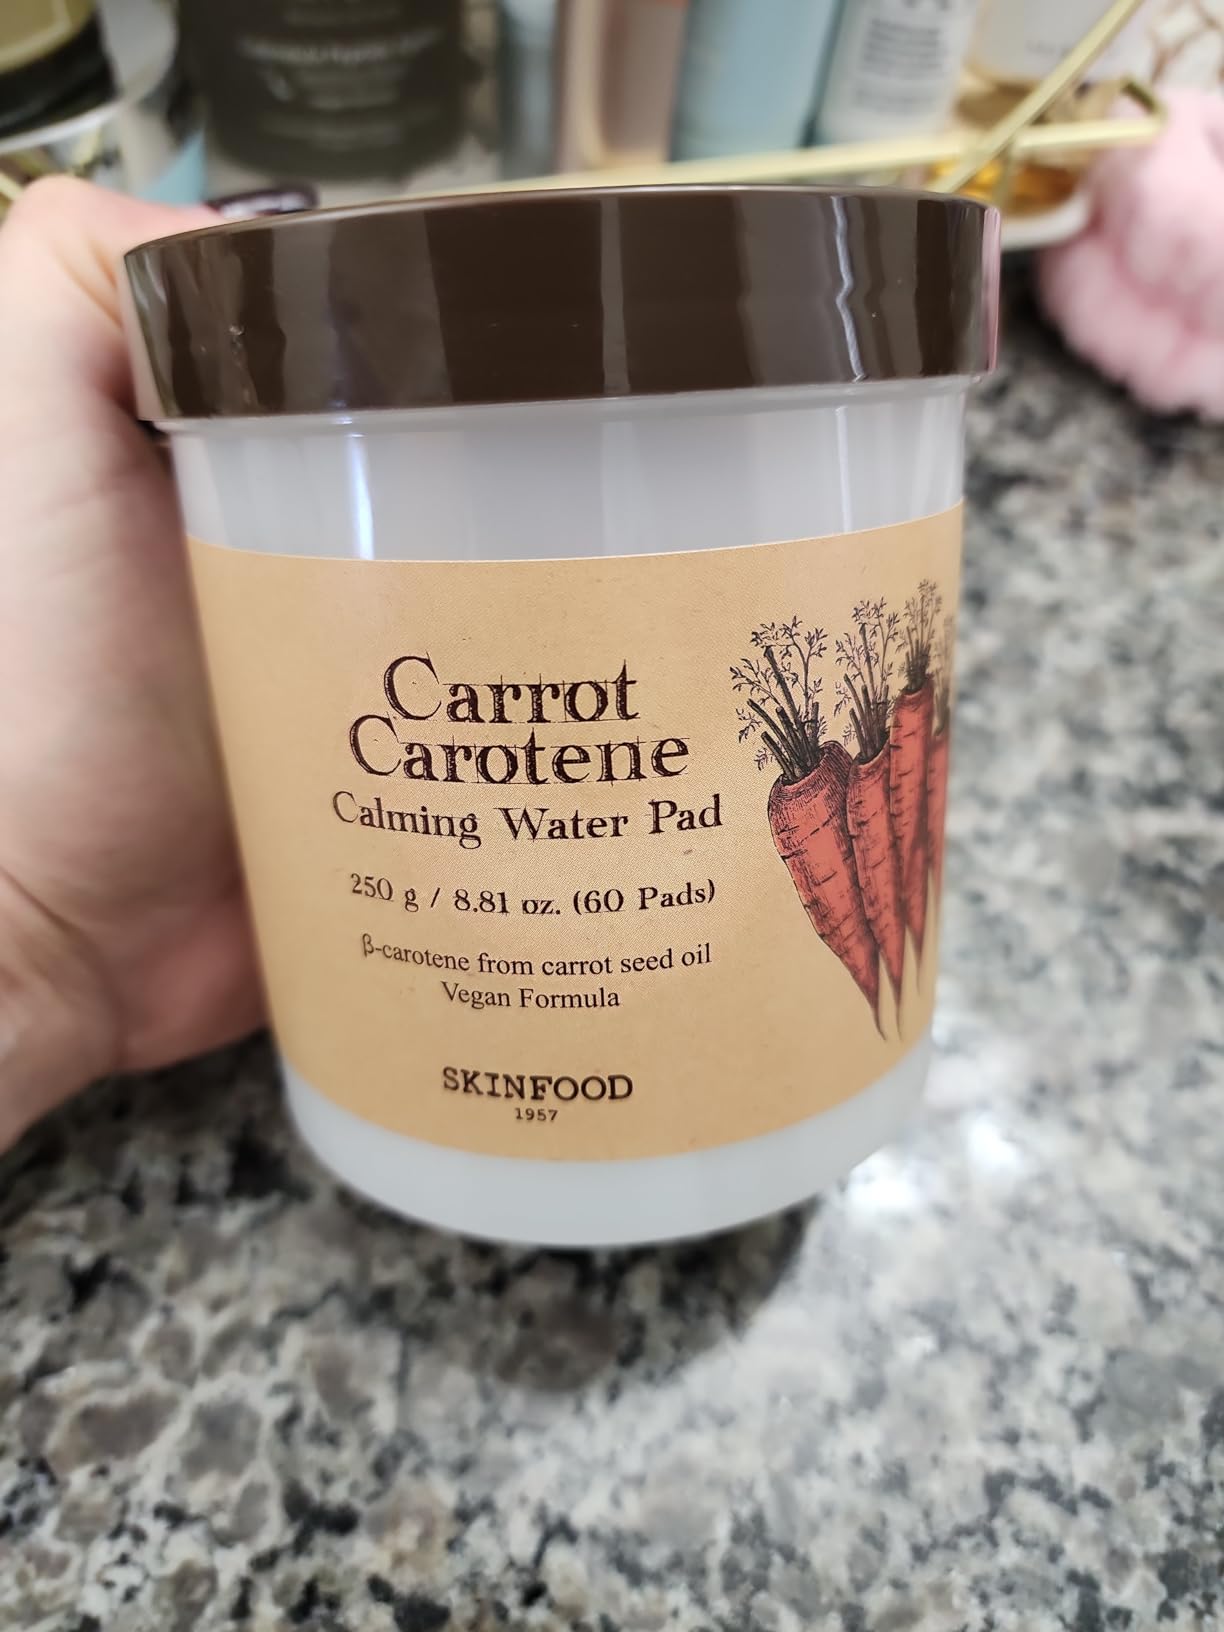 Carrot
Carotene
Calming Water Pad
250 g / 8.81 oz. (60 Pads)
β-carotene from carrot seed oil
Vegan Formula
SKINFOOD
1957